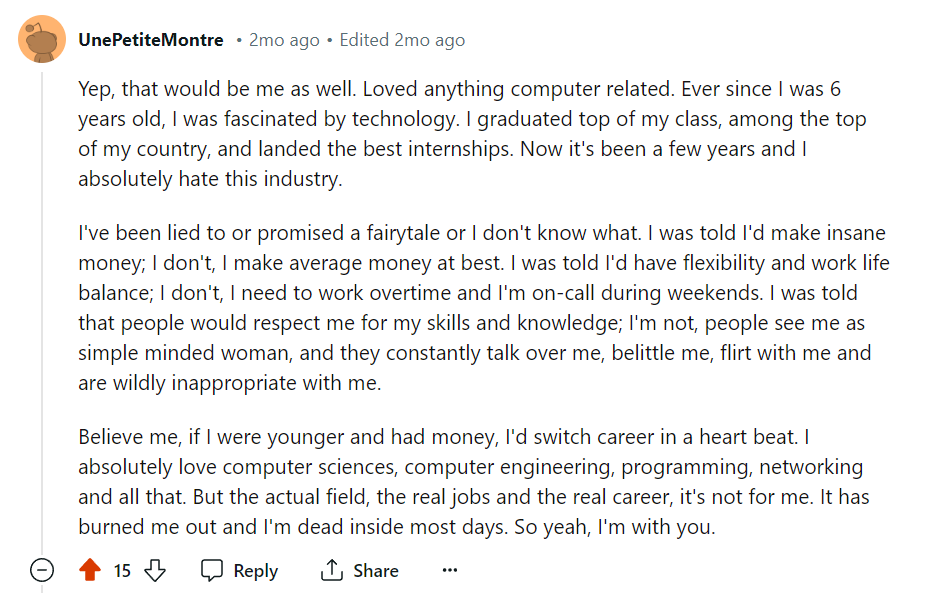 UnePetiteMontre • 2mo ago • Edited 2mo ago
Yep, that would be me as well. Loved anything computer related. Ever since I was 6
years old, I was fascinated by technology. I graduated top of my class, among the top
of my country, and landed the best internships. Now it's been a few years and I
absolutely hate this industry.
I've been lied to or promised a fairytale or I don't know what. I was told I'd make insane
money; I don't, I make average money at best. I was told I'd have flexibility and work life
balance; I don't, I need to work overtime and I'm on-call during weekends. I was told
that people would respect me for my skills and knowledge; I'm not, people see me as
simple minded woman, and they constantly talk over me, belittle me, flirt with me and
are wildly inappropriate with me.
Believe me, if I were younger and had money, I'd switch career in a heart beat. I
absolutely love computer sciences, computer engineering, programming, networking
and all that. But the actual field, the real jobs and the real career, it's not for me. It has
burned me out and I'm dead inside most days. So yeah, I'm with you.
15 Reply Share ...